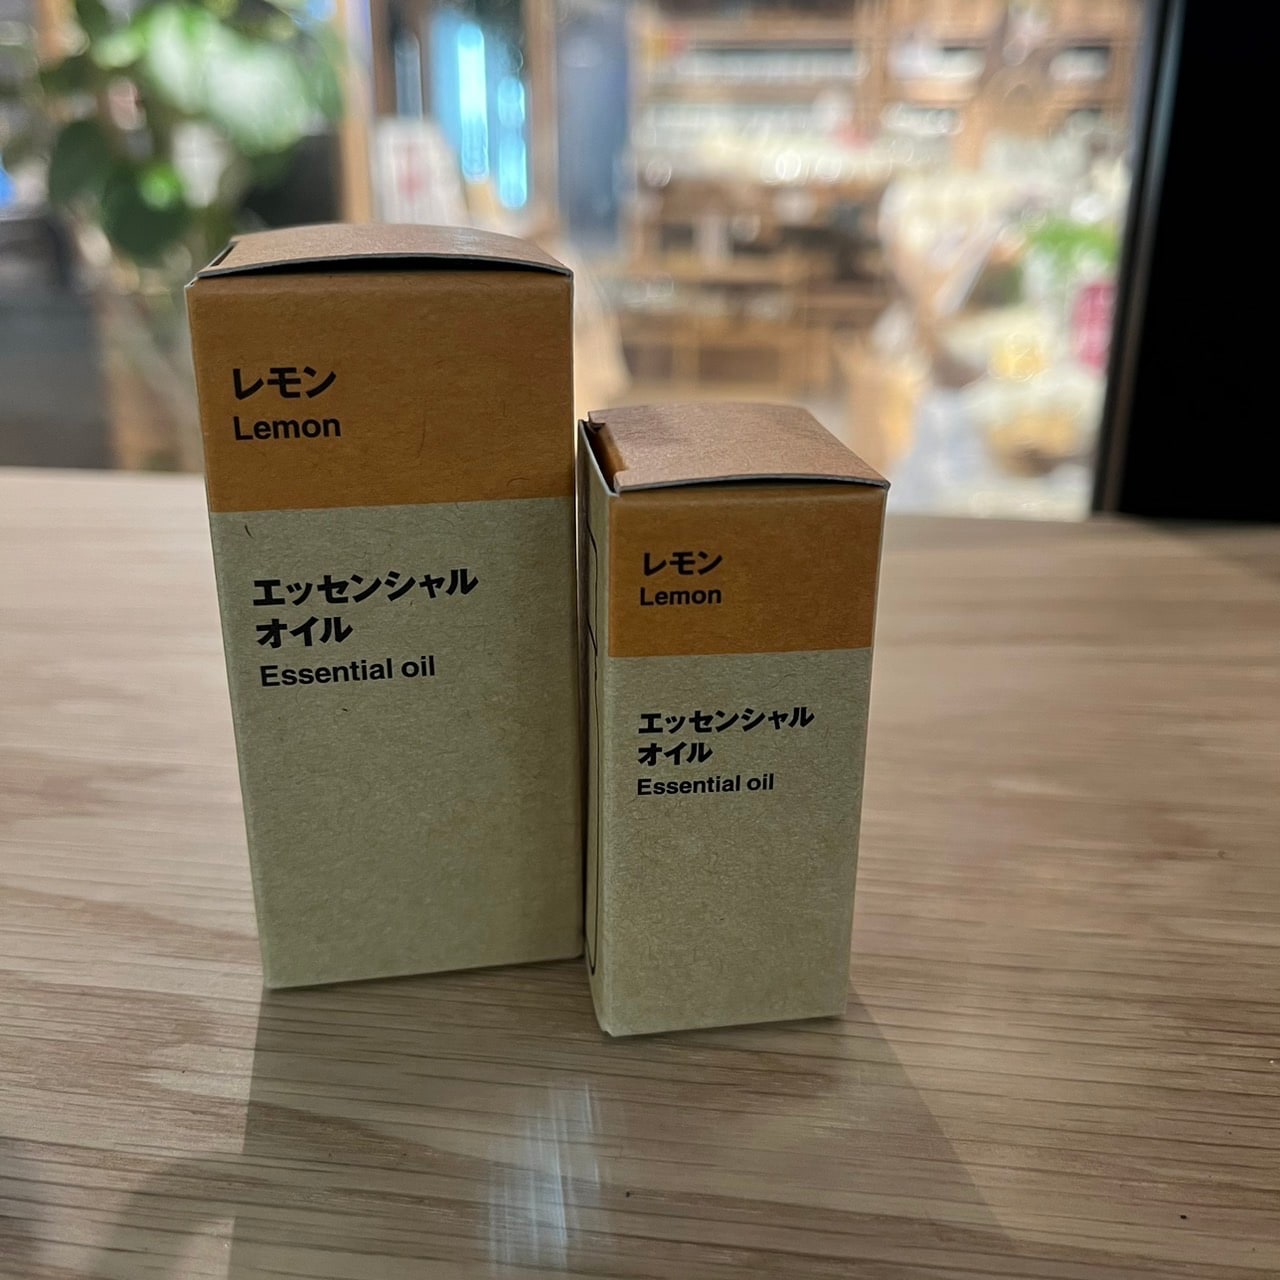 レモン
Lemon
エッセンシャル
オイル
Essential oil
レモン
Lemon
エッセンシャル
オイル
Essential oil